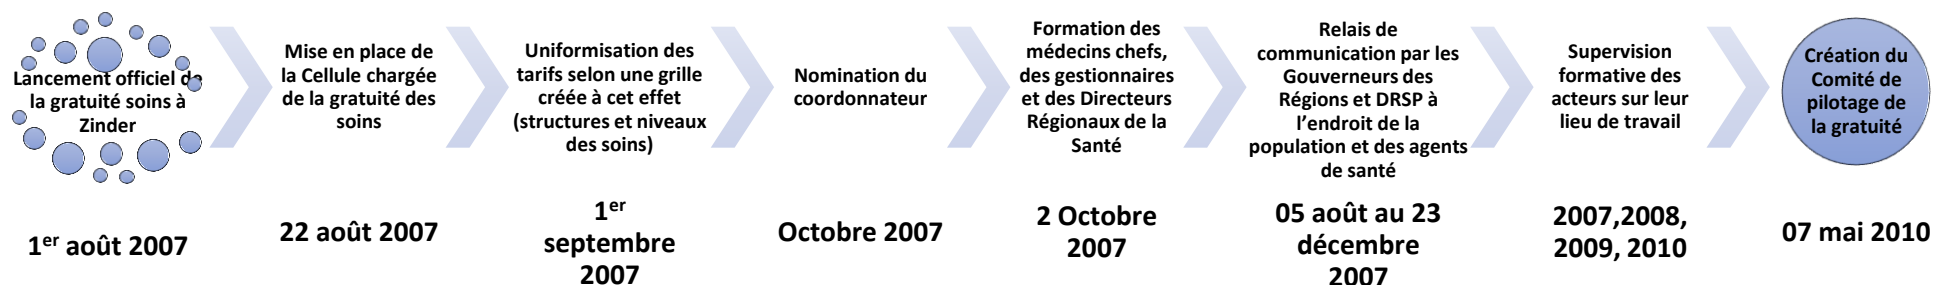 Lancement officiel de
la gratuité soins à
Zinder
1er août 2007
Mise en place de
la Cellule chargée
de la gratuité des
soins
22 août 2007
Uniformisation des
tarifs selon une grille
créée à cet effet
(structures et niveaux
des soins)
1er
septembre
2007
Nomination du
coordonnateur
Octobre 2007
Formation des
médecins chefs,
des gestionnaires
et des Directeurs
Régionaux de la
Santé
2 Octobre
2007
Relais de
communication par les
Gouverneurs des
Régions et DRSP à
l’endroit de la
population et des agents
de santé
05 août au 23
décembre
2007
Supervision
formative des
acteurs sur leur
lieu de travail
2007,2008,
2009, 2010
Création du
Comité de
pilotage de
la gratuité
07 mai 2010